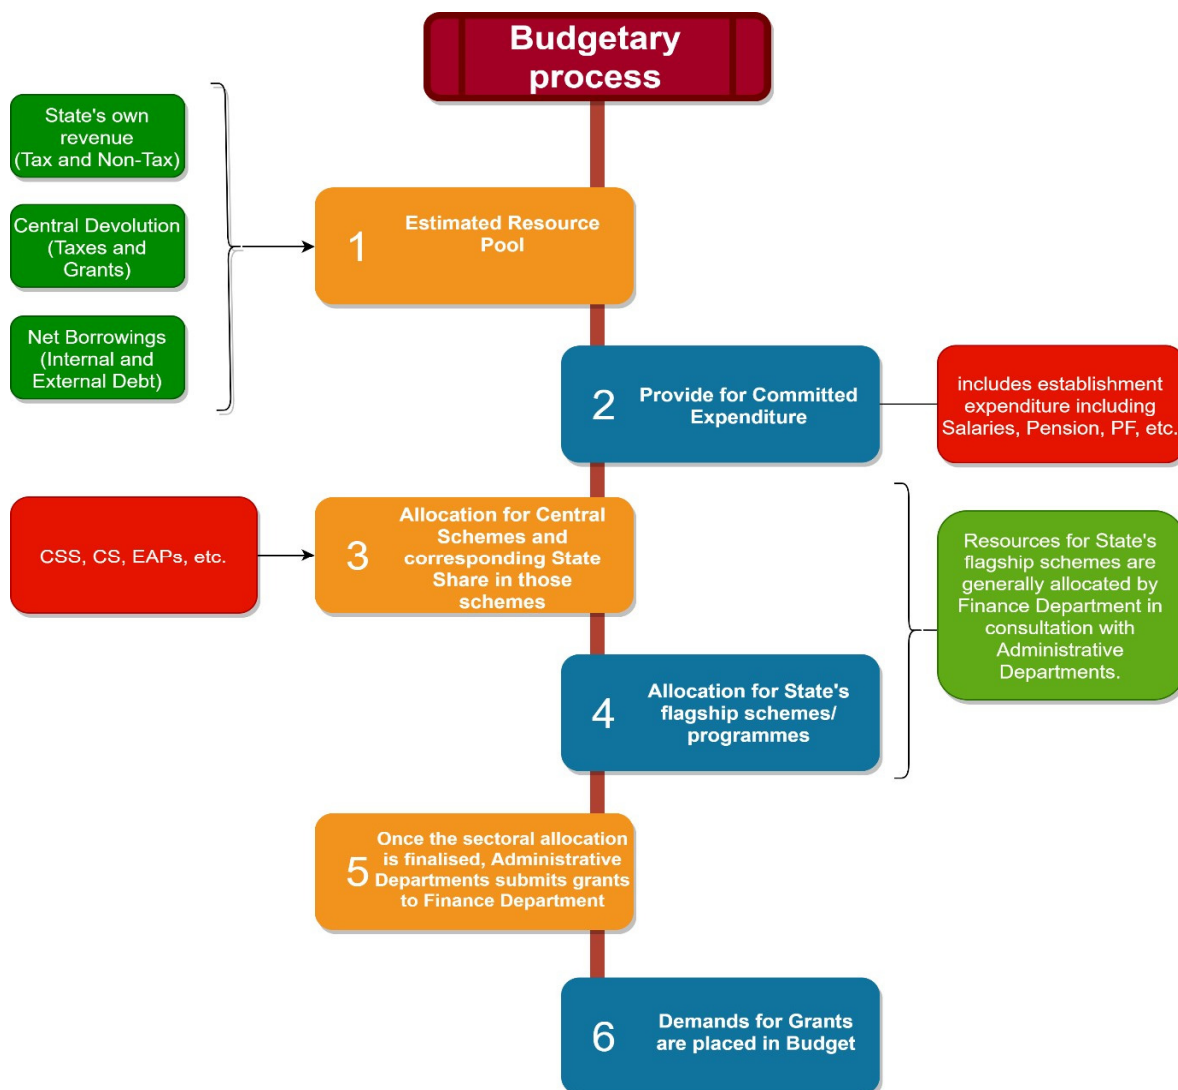 Budgetary
process
State's own
revenue
(Tax and Non-Tax)
Central Devolution
(Taxes and
Grants)
Net Borrowings
(Internal and
External Debt)
1
Estimated Resource
Pool
2
Provide for Committed
Expenditure
includes establishment
expenditure including
Salaries, Pension, PF, etc.
CSS, CS, EAPs, etc.
3
Allocation for Central
Schemes and
corresponding State
Share in those
schemes
Resources for State's
flagship schemes are
generally allocated by
Finance Department in
consultation with
Administrative
Departments.
4
Allocation for State's
flagship schemes/
programmes
5
Once the sectoral allocation
is finalised, Administrative
Departments submits grants
to Finance Department
6
Demands for Grants
are placed in Budget